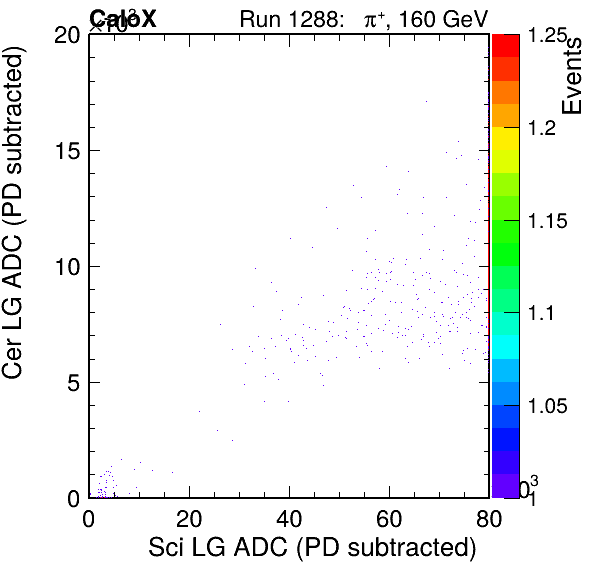 CaloX
×10³
Run 1288: π⁺, 160 GeV
Cer LG ADC (PD subtracted)
20
15
10
5
0
0 20 40 60 80
Sci LG ADC (PD subtracted)
Events
1.25
1.2
1.15
1.1
1.05
1